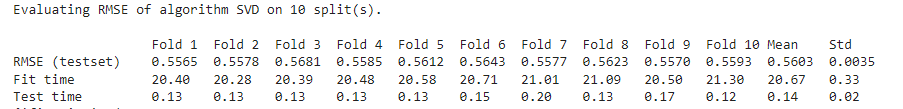 Evaluating RMSE of algorithm SVD on 10 split(s).
Fold 1 Fold 2 Fold 3 Fold 4 Fold 5 Fold 6 Fold 7 Fold 8 Fold 9 Fold 10 Mean Std
RMSE (testset) 0.5565 0.5578 0.5681 0.5585 0.5612 0.5643 0.5577 0.5623 0.5570 0.5593 0.5603 0.0035
Fit time 20.40 20.28 20.39 20.48 20.58 20.71 21.01 21.09 20.50 21.30 20.67 0.33
Test time 0.13 0.13 0.13 0.13 0.13 0.15 0.20 0.13 0.17 0.12 0.14 0.02